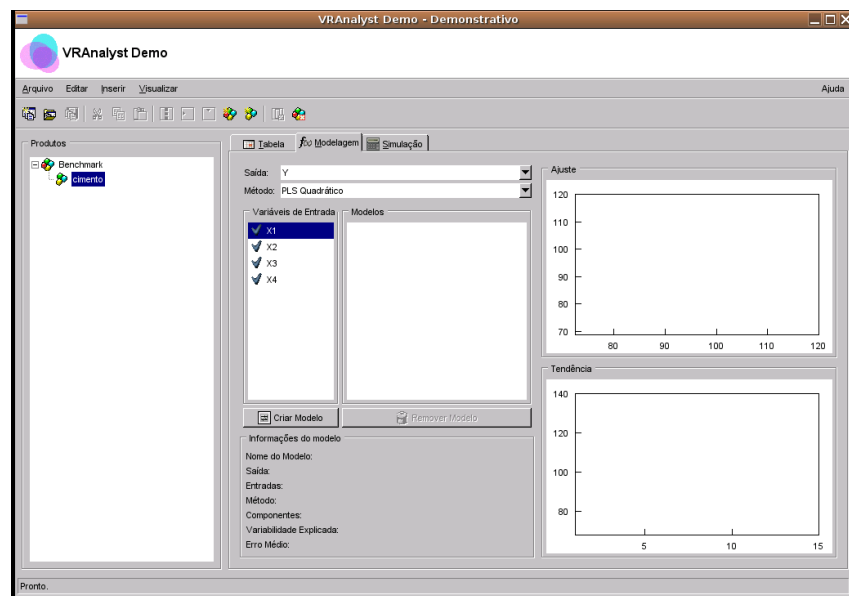 VRAnalyst Demo - Demonstrativo
VRAnalyst Demo
Arquivo Editar Inserir Visualizar Ajuda
Produtos
Benchmark
cimento
Tabela f(x) Modelagem Simulação
Saída: Y
Método: PLS Quadrático
Variáveis de Entrada
X1
X2
X3
X4
Modelos
Criar Modelo Remover Modelo
Informações do modelo
Nome do Modelo:
Saída:
Entradas:
Método:
Componentes:
Variabilidade Explicada:
Erro Médio:
Ajuste
120
110
100
90
80
70
80 90 100 110 120
Tendência
140
120
100
80
5 10 15
Pronto.